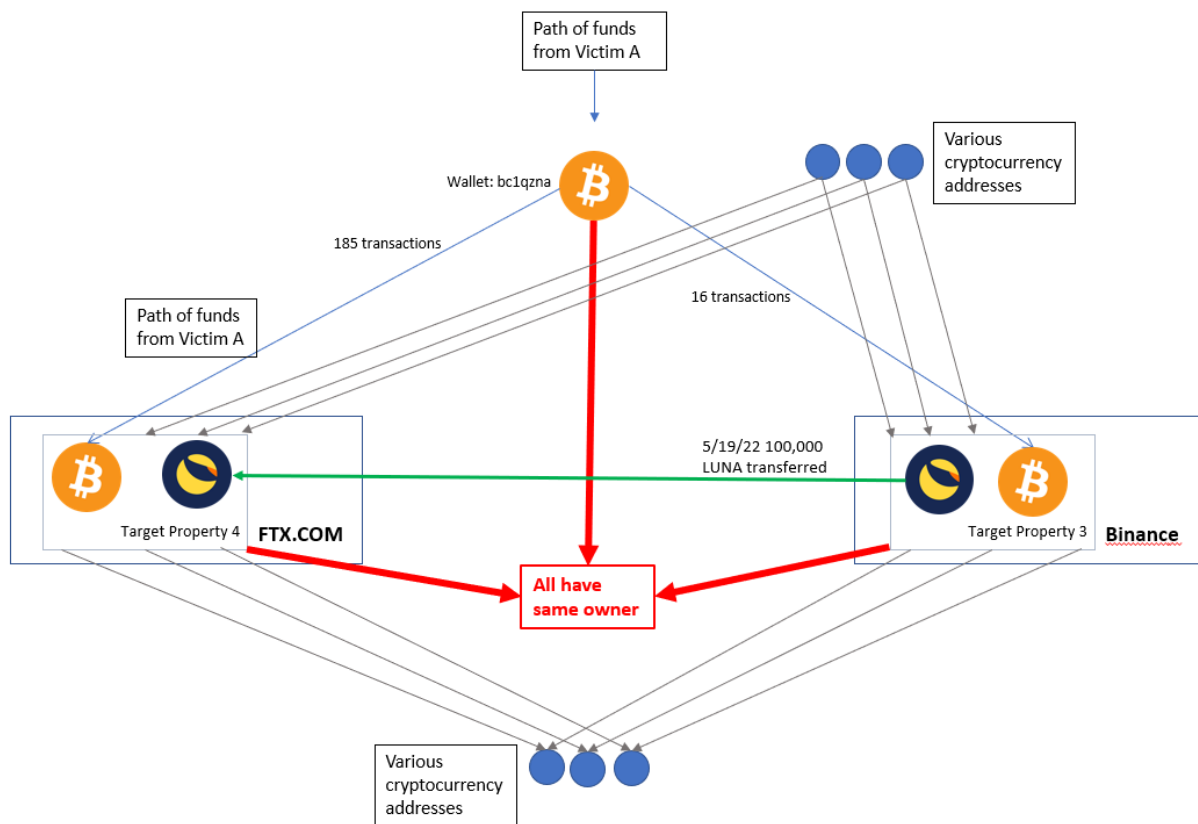 Path of funds
from Victim A
Various
cryptocurrency
addresses
Wallet: bc1qzna
185 transactions
16 transactions
Path of funds
from Victim A
5/19/22 100,000
LUNA transferred
Target Property 4
FTX.COM
Target Property 3
Binance
All have
same owner
Various
cryptocurrency
addresses